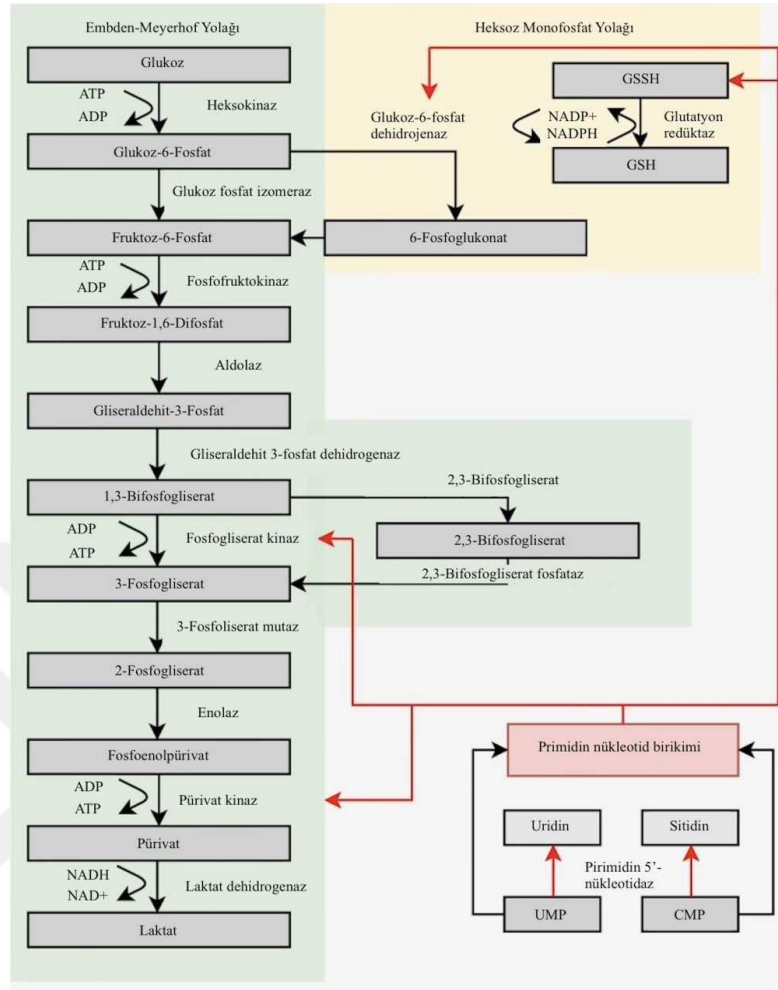 Embden-Meyerhof Yolağı
Heksoz Monofosfat Yolağı
Glukoz
ATP
ADP
Heksokinaz
Glukoz-6-fosfat
dehidrojenaz
GSSH
NADP+
NADPH
Glutatyon
redüktaz
GSH
Glukoz-6-Fosfat
Glukoz fosfat izomeraz
Fruktoz-6-Fosfat
6-Fosfoglukonat
ATP
ADP
Fosfofruktokinaz
Fruktoz-1,6-Difosfat
Aldolaz
Gliseraldehit-3-Fosfat
Gliseraldehit 3-fosfat dehidrogenaz
1,3-Bifosfogliserat
2,3-Bifosfogliserat
2,3-Bifosfogliserat
2,3-Bifosfogliserat fosfataz
ADP
ATP
Fosfogliserat kinaz
3-Fosfogliserat
3-Fosfoliserat mutaz
2-Fosfogliserat
Enolaz
Fosfoenolpürivat
ADP
ATP
Pürivat kinaz
Pürivat
NADH
NAD+
Laktat dehidrogenaz
Laktat
Primidin nükleotid birikimi
Uridin
Sitidin
Pirimidin 5’-
nükleotidaz
UMP
CMP